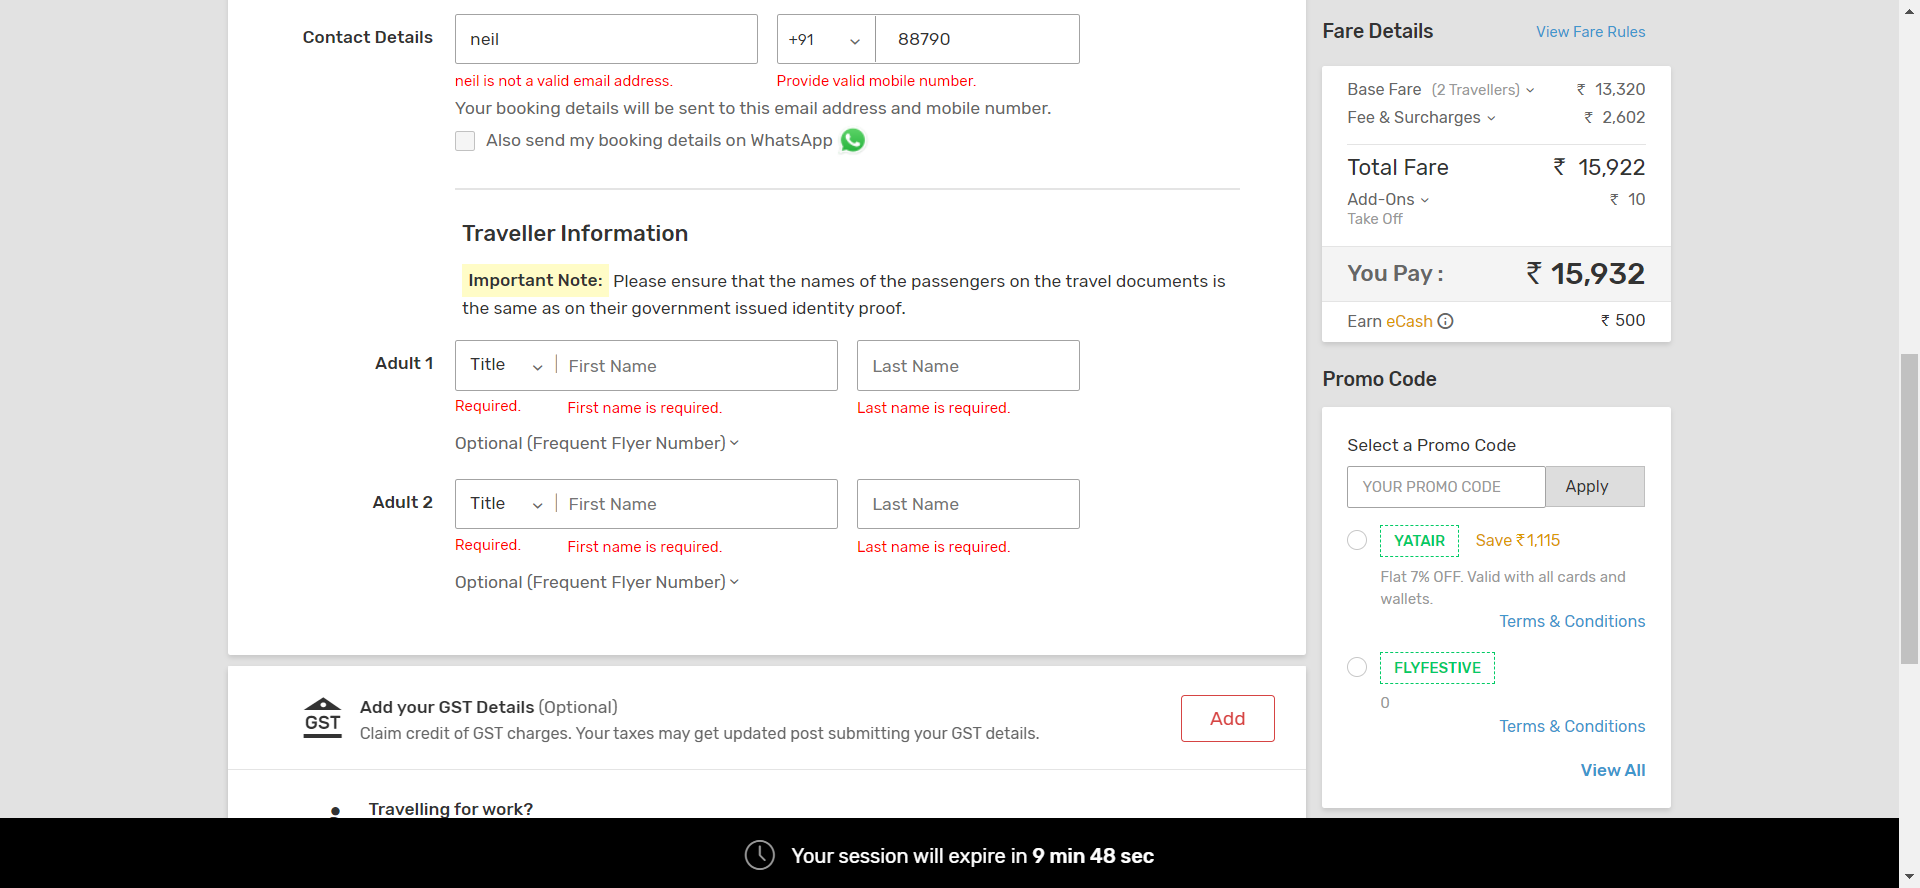 Contact Details
neil
+91
88790
neil is not a valid email address.
Provide valid mobile number.
Your booking details will be sent to this email address and mobile number.
Also send my booking details on WhatsApp
Traveller Information
Important Note: Please ensure that the names of the passengers on the travel documents is
the same as on their government issued identity proof.
Adult 1
Title
First Name
Last Name
Required.
First name is required.
Last name is required.
Optional (Frequent Flyer Number)
Adult 2
Title
First Name
Last Name
Required.
First name is required.
Last name is required.
Optional (Frequent Flyer Number)
GST
Add your GST Details (Optional)
Claim credit of GST charges. Your taxes may get updated post submitting your GST details.
Add
Travelling for work?
Fare Details
View Fare Rules
Base Fare (2 Travellers) ₹ 13,320
Fee & Surcharges ₹ 2,602
Total Fare ₹ 15,922
Add-Ons ₹ 10
Take Off
You Pay : ₹ 15,932
Earn eCash ₹ 500
Promo Code
Select a Promo Code
YOUR PROMO CODE
Apply
YATAIR Save ₹1,115
Flat 7% OFF. Valid with all cards and
wallets.
Terms & Conditions
FLYFESTIVE
0
Terms & Conditions
View All
Your session will expire in 9 min 48 sec